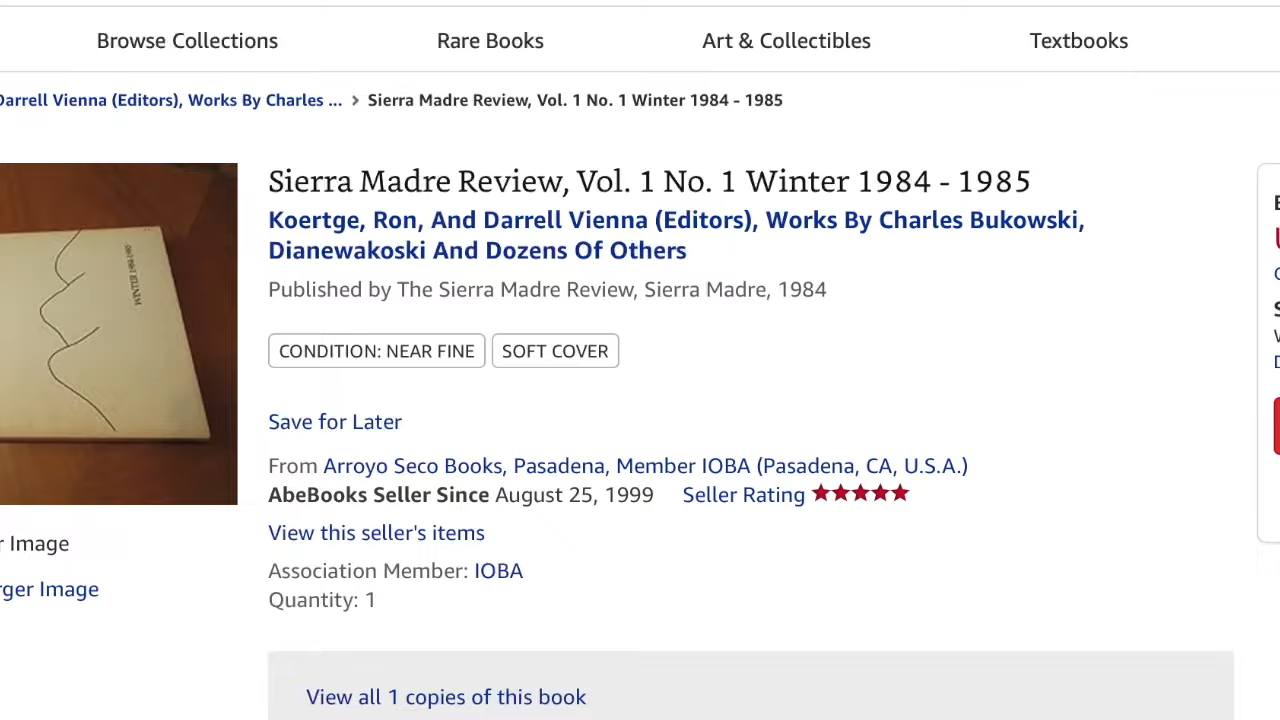 Browse Collections Rare Books Art & Collectibles Textbooks
Darrell Vienna (Editors), Works By Charles ... > Sierra Madre Review, Vol. 1 No. 1 Winter 1984 - 1985
Sierra Madre Review, Vol. 1 No. 1 Winter 1984 - 1985
Koertge, Ron, And Darrell Vienna (Editors), Works By Charles Bukowski,
Dianewakoski And Dozens Of Others
Published by The Sierra Madre Review, Sierra Madre, 1984
CONDITION: NEAR FINE SOFT COVER
Save for Later
From Arroyo Seco Books, Pasadena, Member IOBA (Pasadena, CA, U.S.A.)
AbeBooks Seller Since August 25, 1999 Seller Rating
View this seller's items
Association Member: IOBA
Quantity: 1
View all 1 copies of this book
WINTER 1984-1985
r Image
rger Image